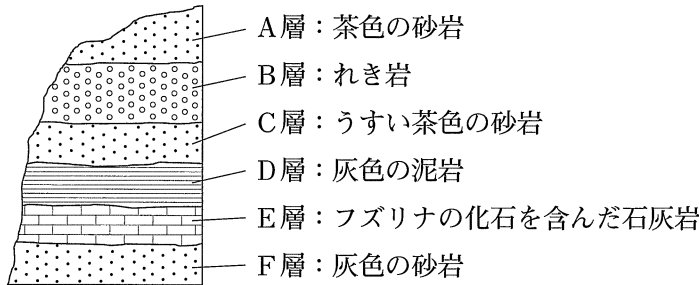 A層：茶色の砂岩
B層：れき岩
C層：うすい茶色の砂岩
D層：灰色の泥岩
E層：フズリナの化石を含んだ石灰岩
F層：灰色の砂岩